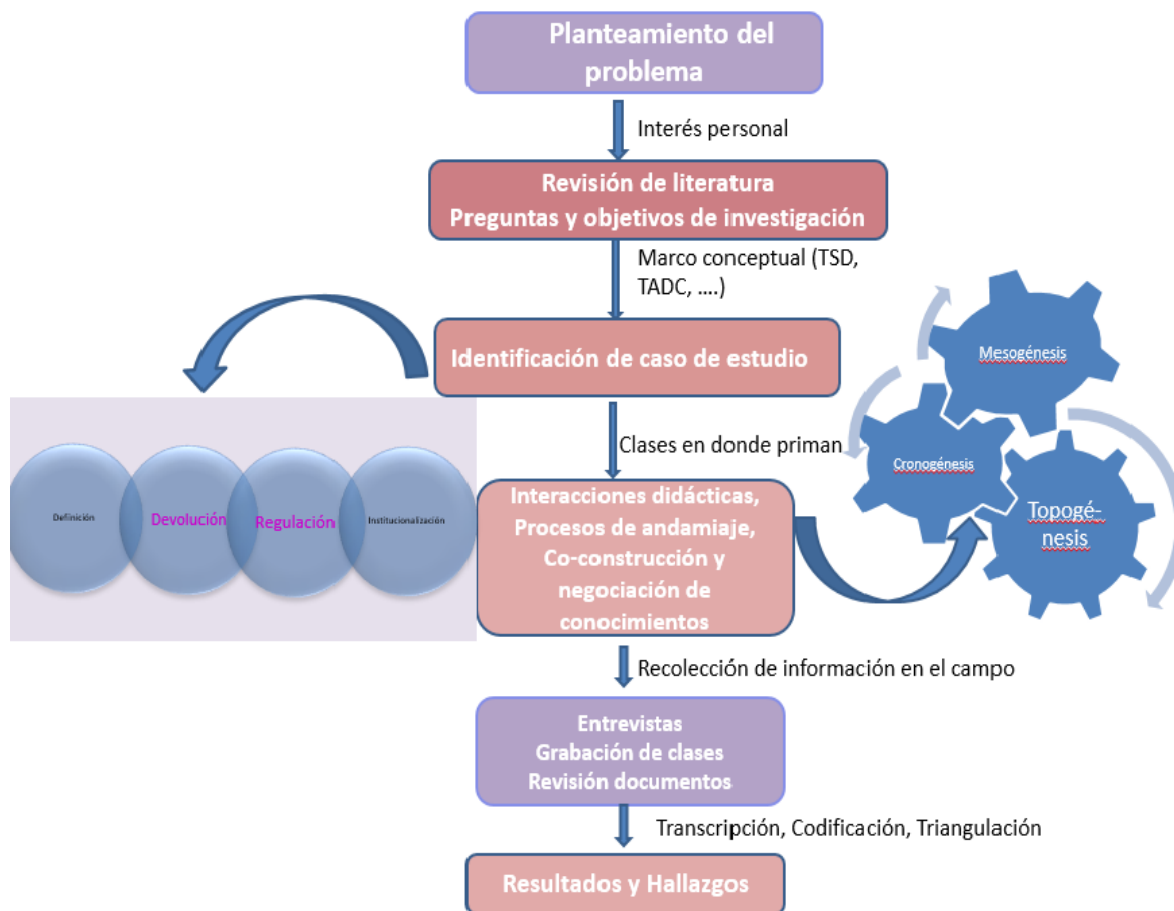 Planteamiento del
problema
Interés personal
Revisión de literatura
Preguntas y objetivos de investigación
Marco conceptual (TSD,
TADC, ....)
Identificación de caso de estudio
Mesogénesis
Cronogénesis
Topogé-
nesis
Clases en donde priman
Definición
Devolución
Regulación
Institucionalización
Interacciones didácticas,
Procesos de andamiaje,
Co-construcción y
negociación de
conocimientos
Recolección de información en el campo
Entrevistas
Grabación de clases
Revisión documentos
Transcripción, Codificación, Triangulación
Resultados y Hallazgos